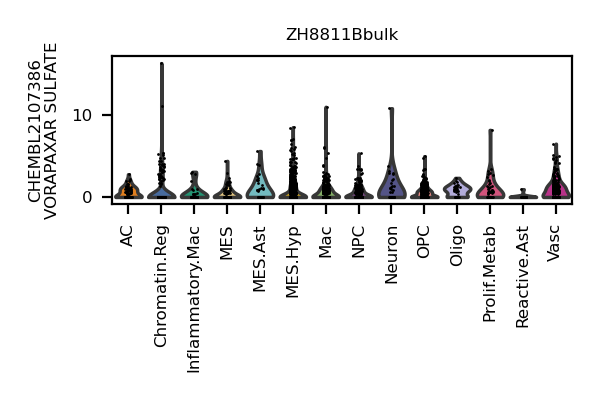 ZH8811Bbulk
CHEMBL2107386
VORAPAXAR SULFATE
10
0
AC
Chromatin.Reg
Inflammatory.Mac
MES
MES.Ast
MES.Hyp
Mac
NPC
Neuron
OPC
Oligo
Prolif.Metab
Reactive.Ast
Vasc